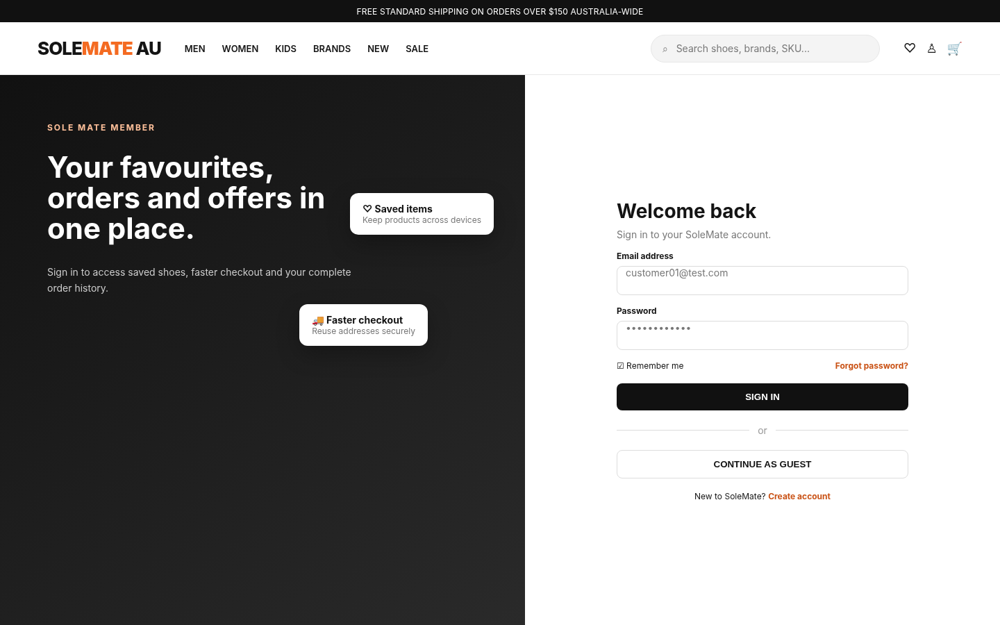 FREE STANDARD SHIPPING ON ORDERS OVER $150 AUSTRALIA-WIDE
SOLEMATE AU
MEN WOMEN KIDS BRANDS NEW SALE
Search shoes, brands, SKU...
SOLE MATE MEMBER
Your favourites,
orders and offers in
one place.
Sign in to access saved shoes, faster checkout and your complete
order history.
♡ Saved items
Keep products across devices
🚚 Faster checkout
Reuse addresses securely
Welcome back
Sign in to your SoleMate account.
Email address
customer01@test.com
Password
••••••••••••
☑ Remember me
Forgot password?
SIGN IN
or
CONTINUE AS GUEST
New to SoleMate? Create account